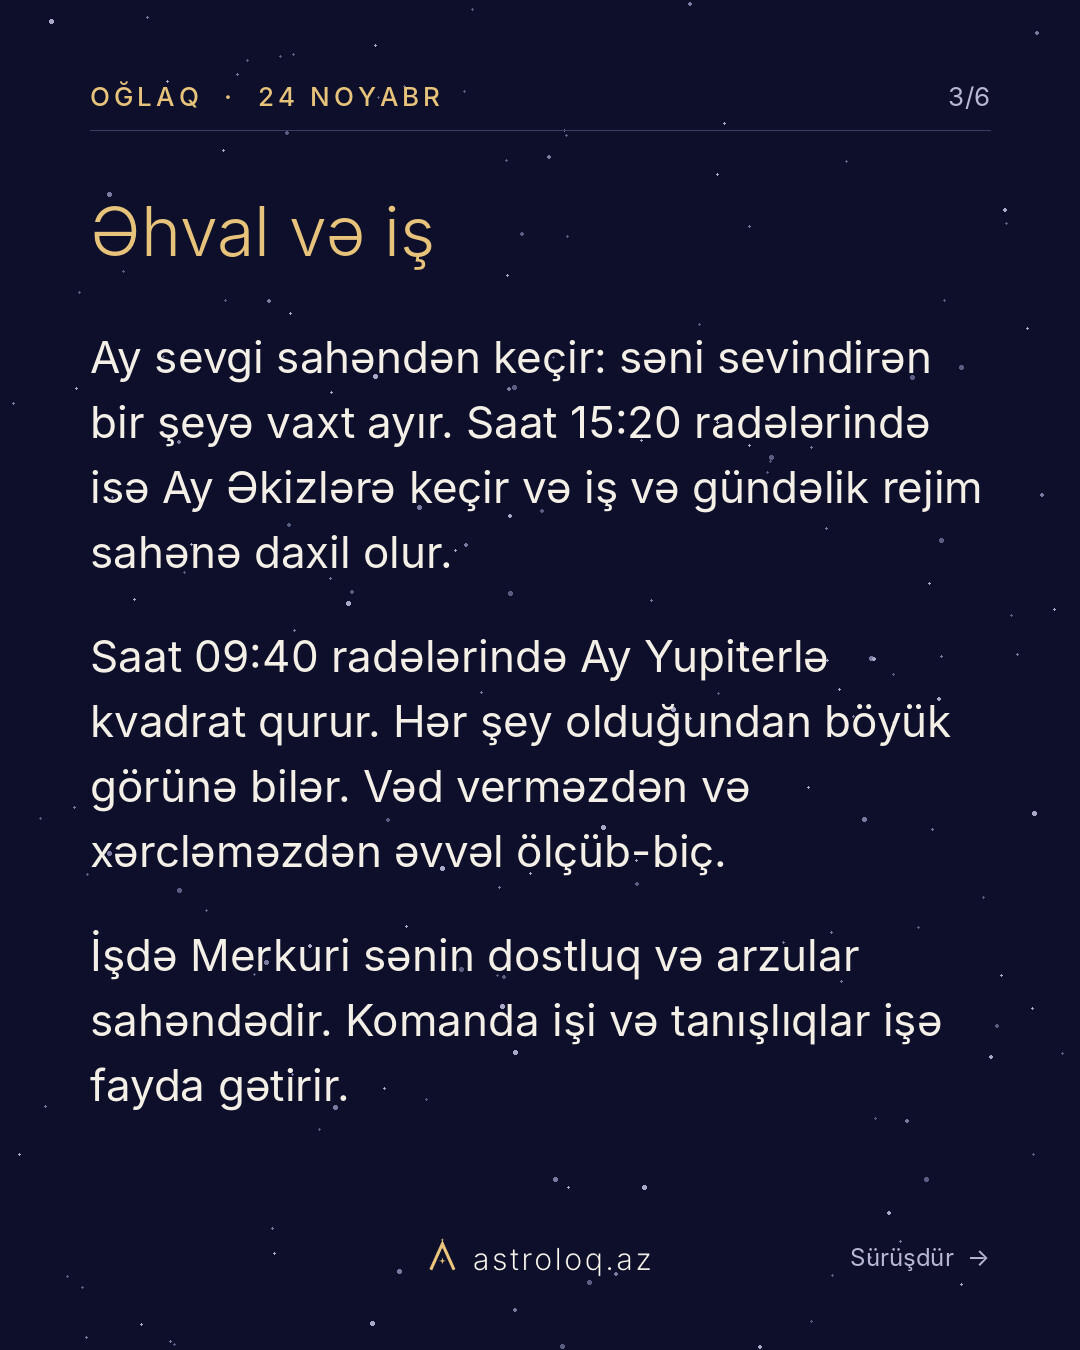 OĞLAQ · 24 NOYABR
3/6
Əhval və iş
Ay sevgi sahəndən keçir: səni sevindirən
bir şeyə vaxt ayır. Saat 15:20 radələrində
isə Ay Əkizlərə keçir və iş və gündəlik rejim
sahənə daxil olur.
Saat 09:40 radələrində Ay Yupiterlə
kvadrat qurur. Hər şey olduğundan böyük
görünə bilər. Vəd verməzdən və
xərcləməzdən əvvəl ölçüb-biç.
İşdə Merkuri sənin dostluq və arzular
sahəndədir. Komanda işi və tanışlıqlar işə
fayda gətirir.
astroloq.az
Sürüşdür →